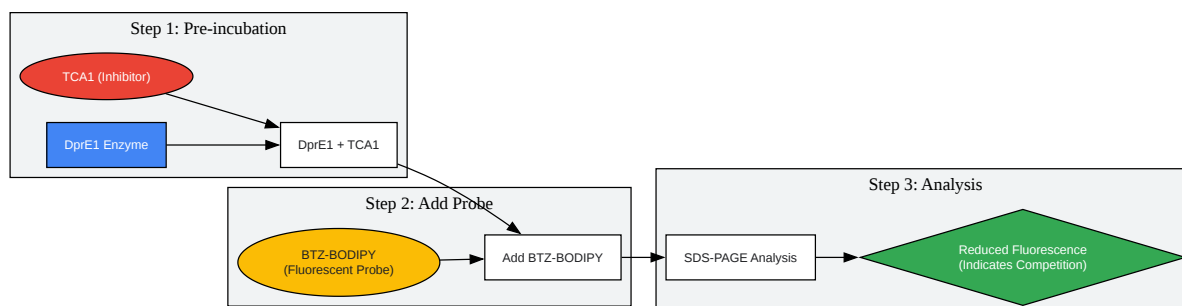 Step 1: Pre-incubation
TCA1 (Inhibitor)
DprE1 Enzyme
DprE1 + TCA1
Step 2: Add Probe
BTZ-BODIPY
(Fluorescent Probe)
Add BTZ-BODIPY
Step 3: Analysis
SDS-PAGE Analysis
Reduced Fluorescence
(Indicates Competition)